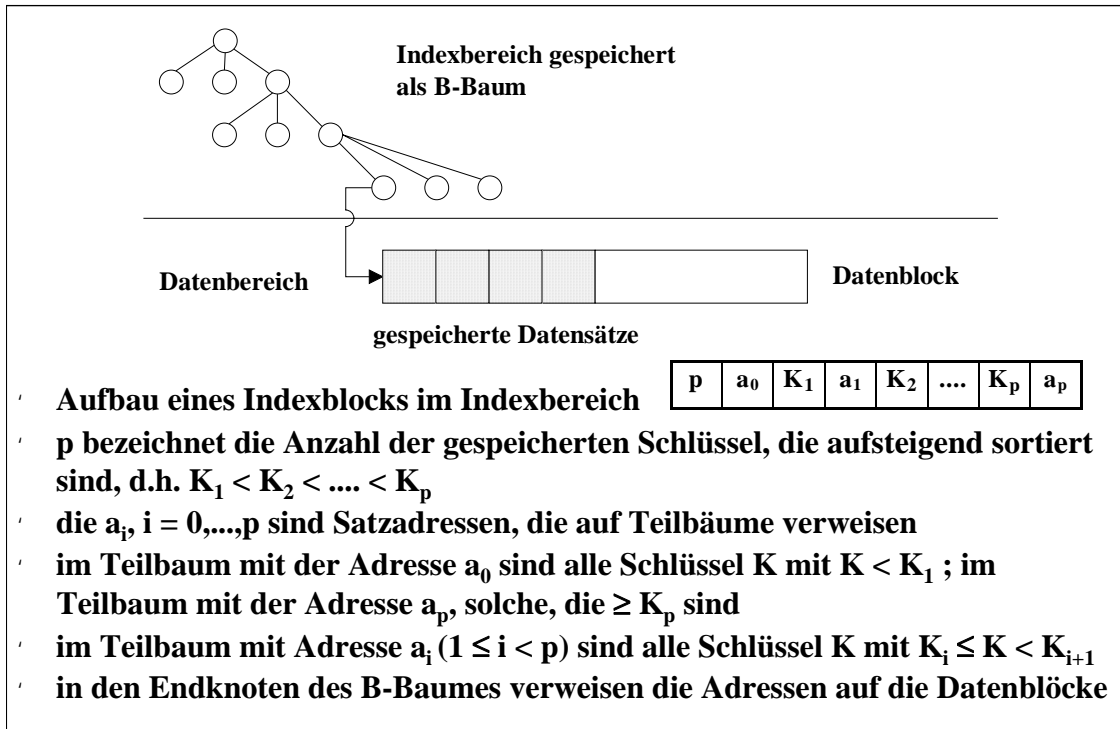 Indexbereich gespeichert
als B-Baum
Datenbereich
Datenblock
gespeicherte Datensätze
p a₀ K₁ a₁ K₂ .... Kₚ aₚ
‘ Aufbau eines Indexblocks im Indexbereich
‘ p bezeichnet die Anzahl der gespeicherten Schlüssel, die aufsteigend sortiert
sind, d.h. K₁ < K₂ < .... < Kₚ
‘ die aᵢ, i = 0,...,p sind Satzadressen, die auf Teilbäume verweisen
‘ im Teilbaum mit der Adresse a₀ sind alle Schlüssel K mit K < K₁ ; im
Teilbaum mit der Adresse aₚ, solche, die ≥ Kₚ sind
‘ im Teilbaum mit Adresse aᵢ (1 ≤ i < p) sind alle Schlüssel K mit Kᵢ ≤ K < Kᵢ₊₁
‘ in den Endknoten des B-Baumes verweisen die Adressen auf die Datenblöcke